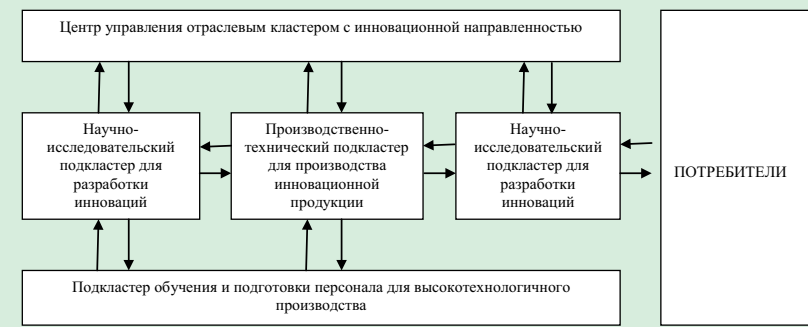 Центр управления отраслевым кластером с инновационной направленностью
Научно-
исследовательский
подкластер для
разработки
инноваций
Производственно-
технический подкластер
для производства
инновационной
продукции
Научно-
исследовательский
подкластер для
разработки
инноваций
ПОТРЕБИТЕЛИ
Подкластер обучения и подготовки персонала для высокотехнологичного
производства